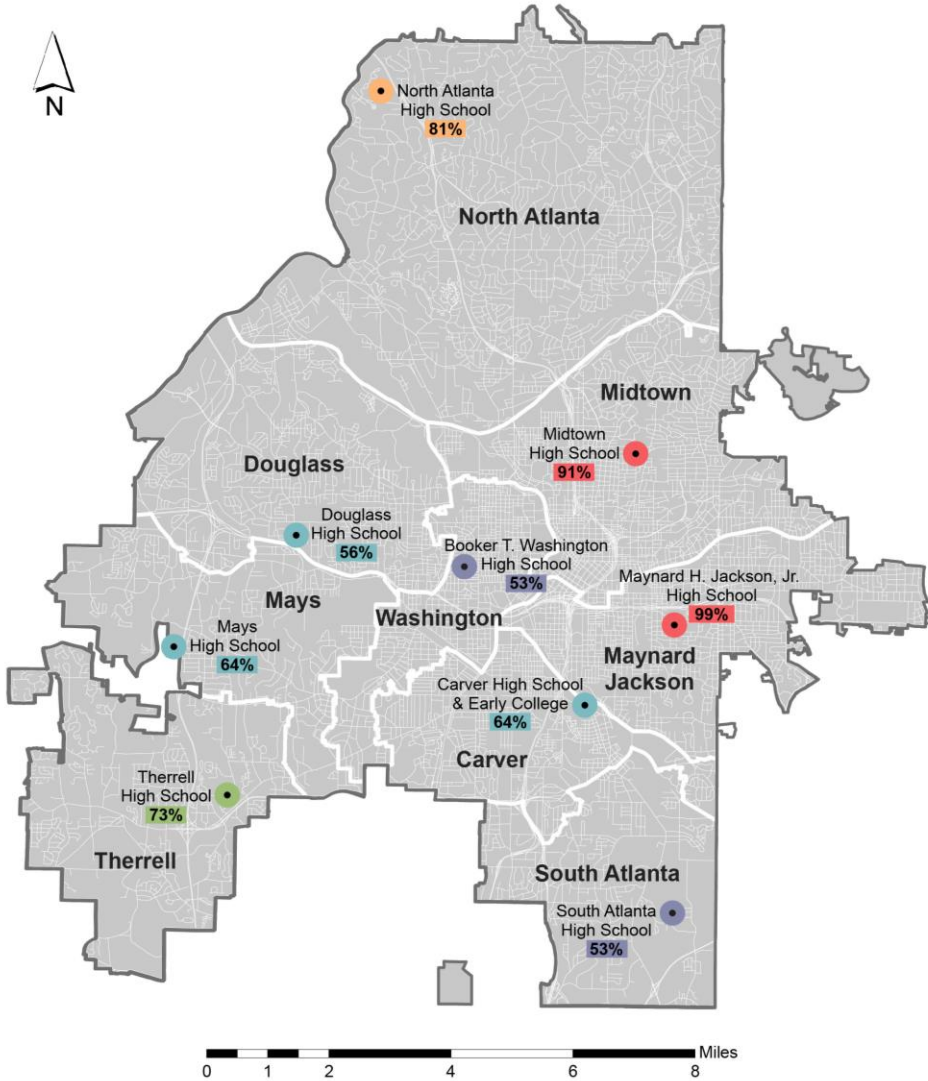 N
North Atlanta
High School
81%
North Atlanta
Midtown
Midtown
High School
91%
Douglass
Douglass
High School
56%
Booker T. Washington
High School
53%
Maynard H. Jackson, Jr.
High School
99%
Mays
Mays
High School
64%
Washington
Maynard
Jackson
Carver High School
& Early College
64%
Carver
Therrell
High School
73%
Therrell
South Atlanta
South Atlanta
High School
53%
Miles
0 1 2 4 6 8